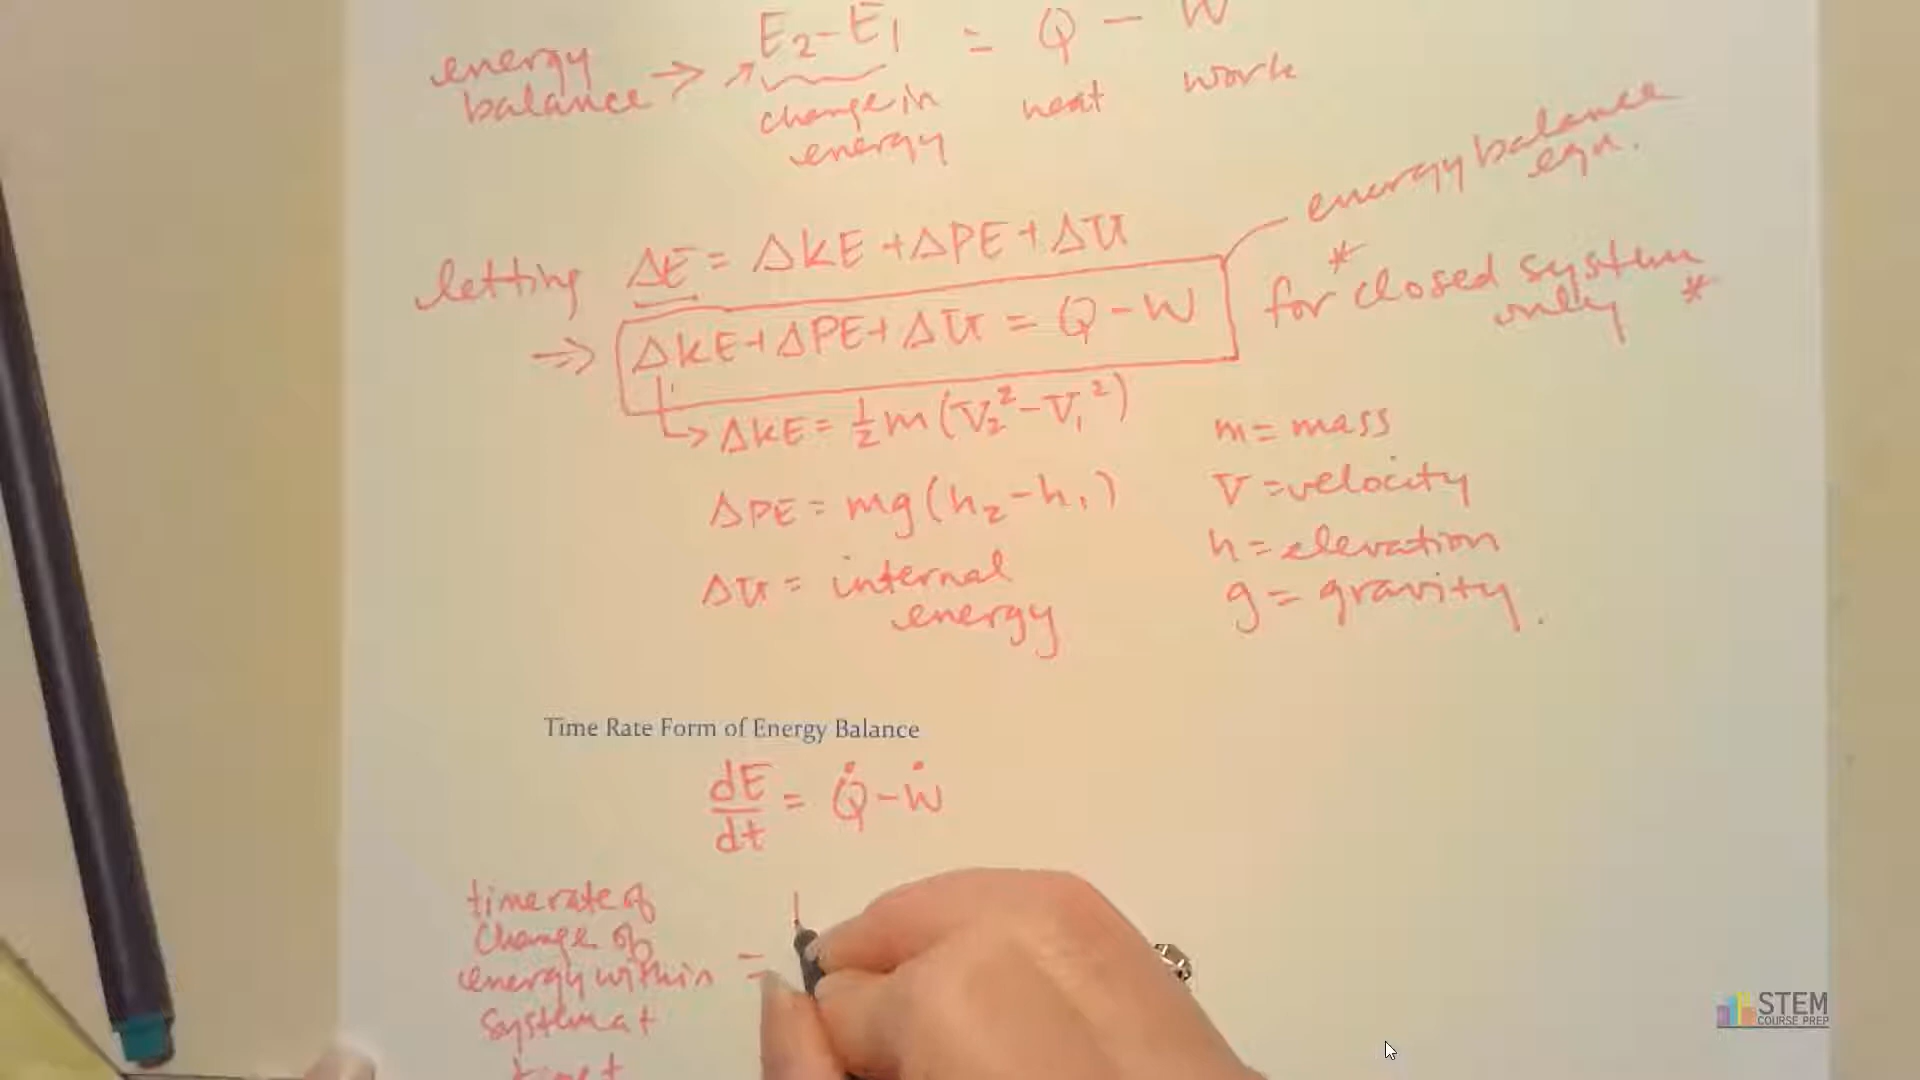 E₂-E₁ = Q - W
energy balance →
change in energy
heat
work
energy balance eqn.
letting ΔE = ΔKE + ΔPE + ΔU
⇒ ΔKE + ΔPE + ΔU = Q - W
* for closed system only *
↳ ΔKE = ½ m (V₂² - V₁²)
m = mass
ΔPE = mg (h₂ - h₁)
V = velocity
h = elevation
ΔU = internal energy
g = gravity.
Time Rate Form of Energy Balance
dE/dt = Q̇ - Ẇ
time rate of
change of
energy within =
system at
time t
STEM
COURSE PREP